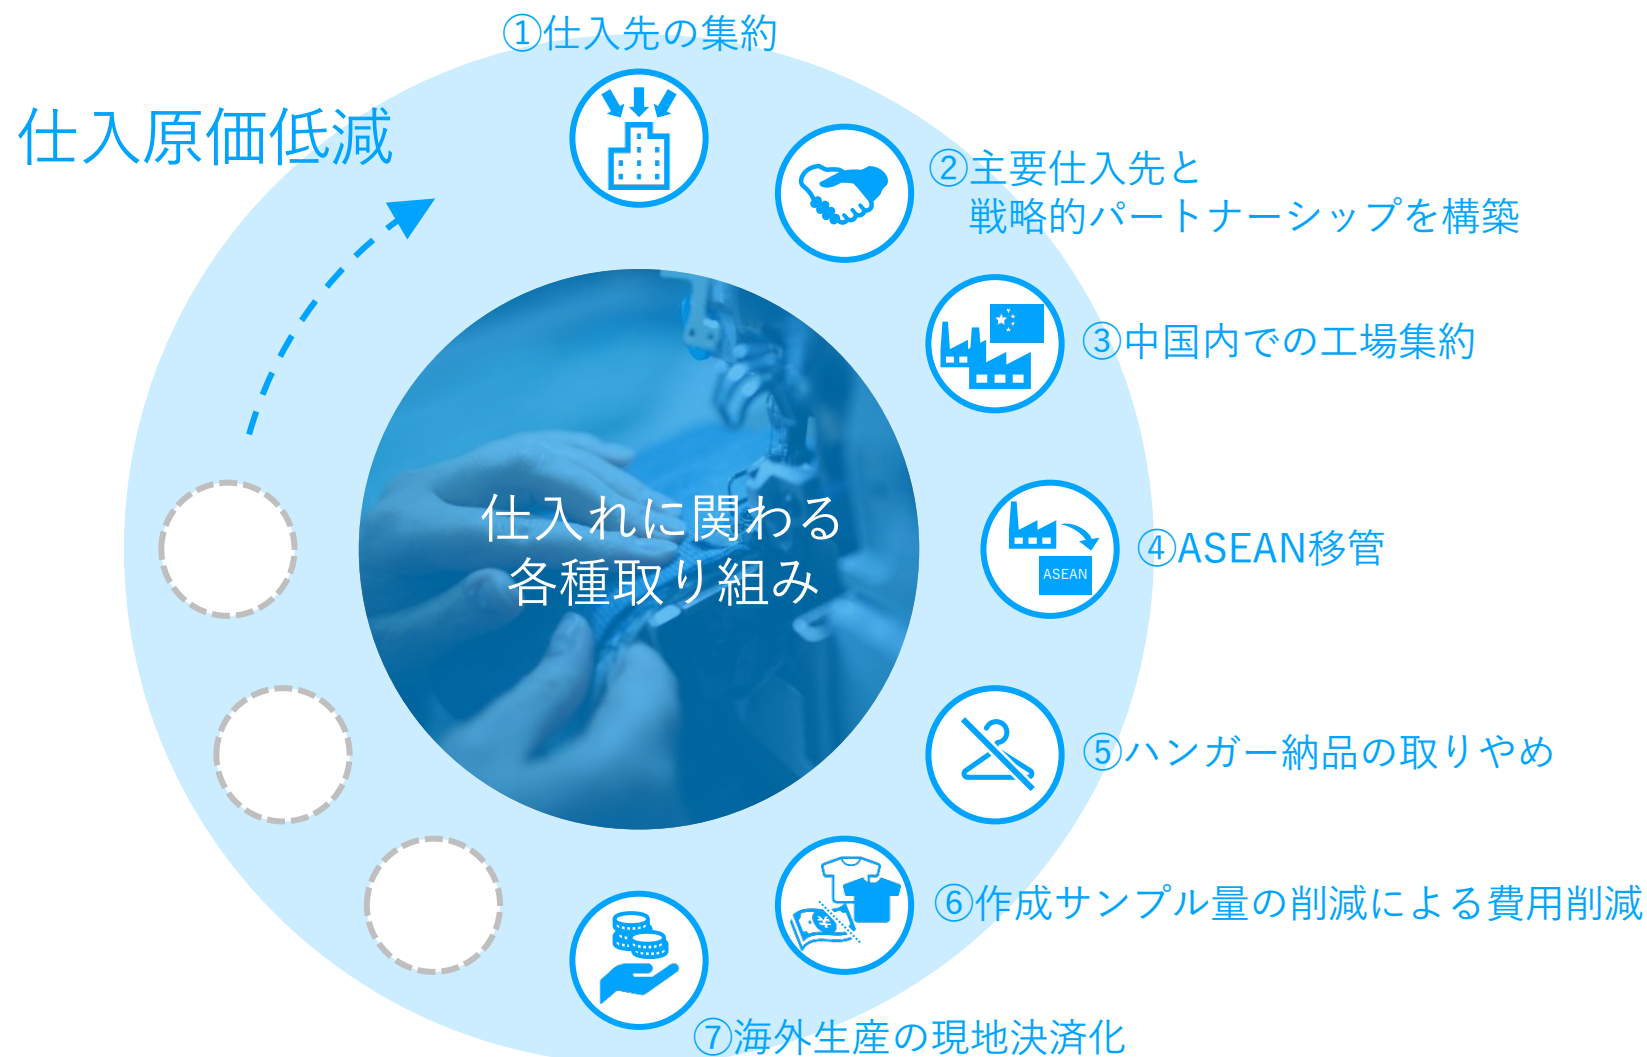 ①仕入先の集約
仕入原価低減
②主要仕入先と
戦略的パートナーシップを構築
③中国内での工場集約
仕入れに関わる
各種取り組み
④ASEAN移管
ASEAN
⑤ハンガー納品の取りやめ
⑥作成サンプル量の削減による費用削減
⑦海外生産の現地決済化